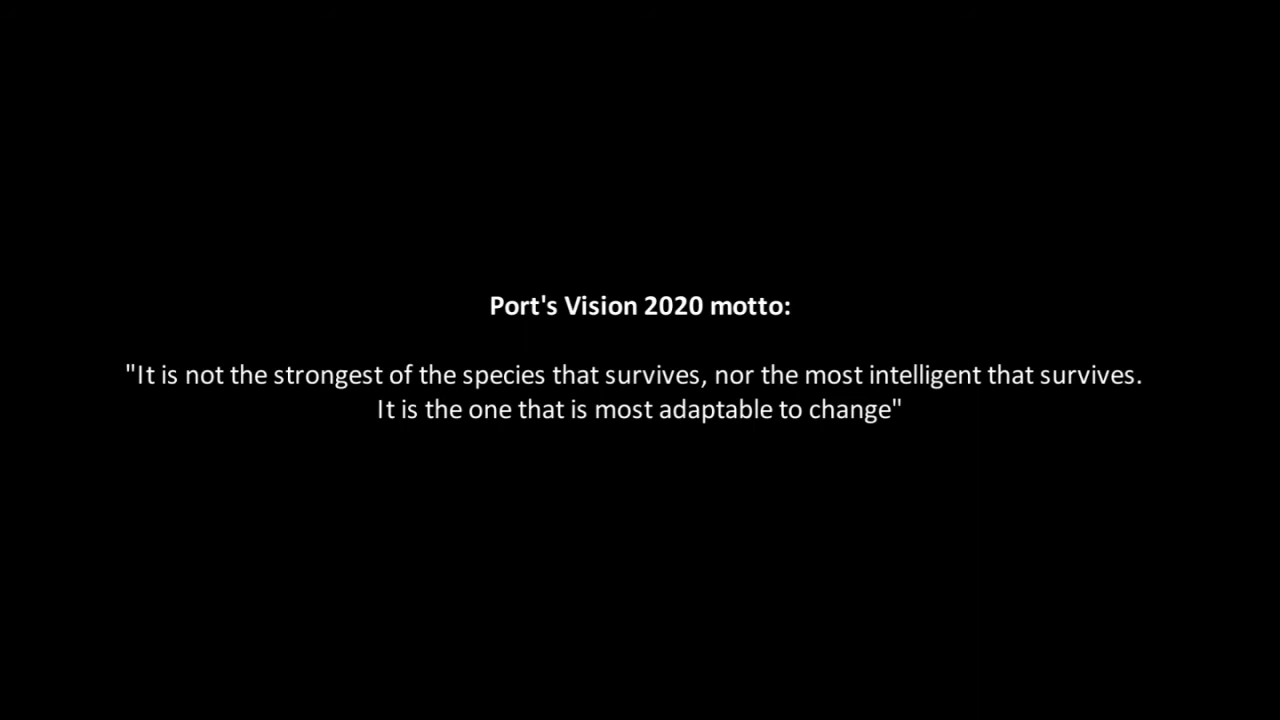 Port's Vision 2020 motto:
"It is not the strongest of the species that survives, nor the most intelligent that survives.
It is the one that is most adaptable to change"